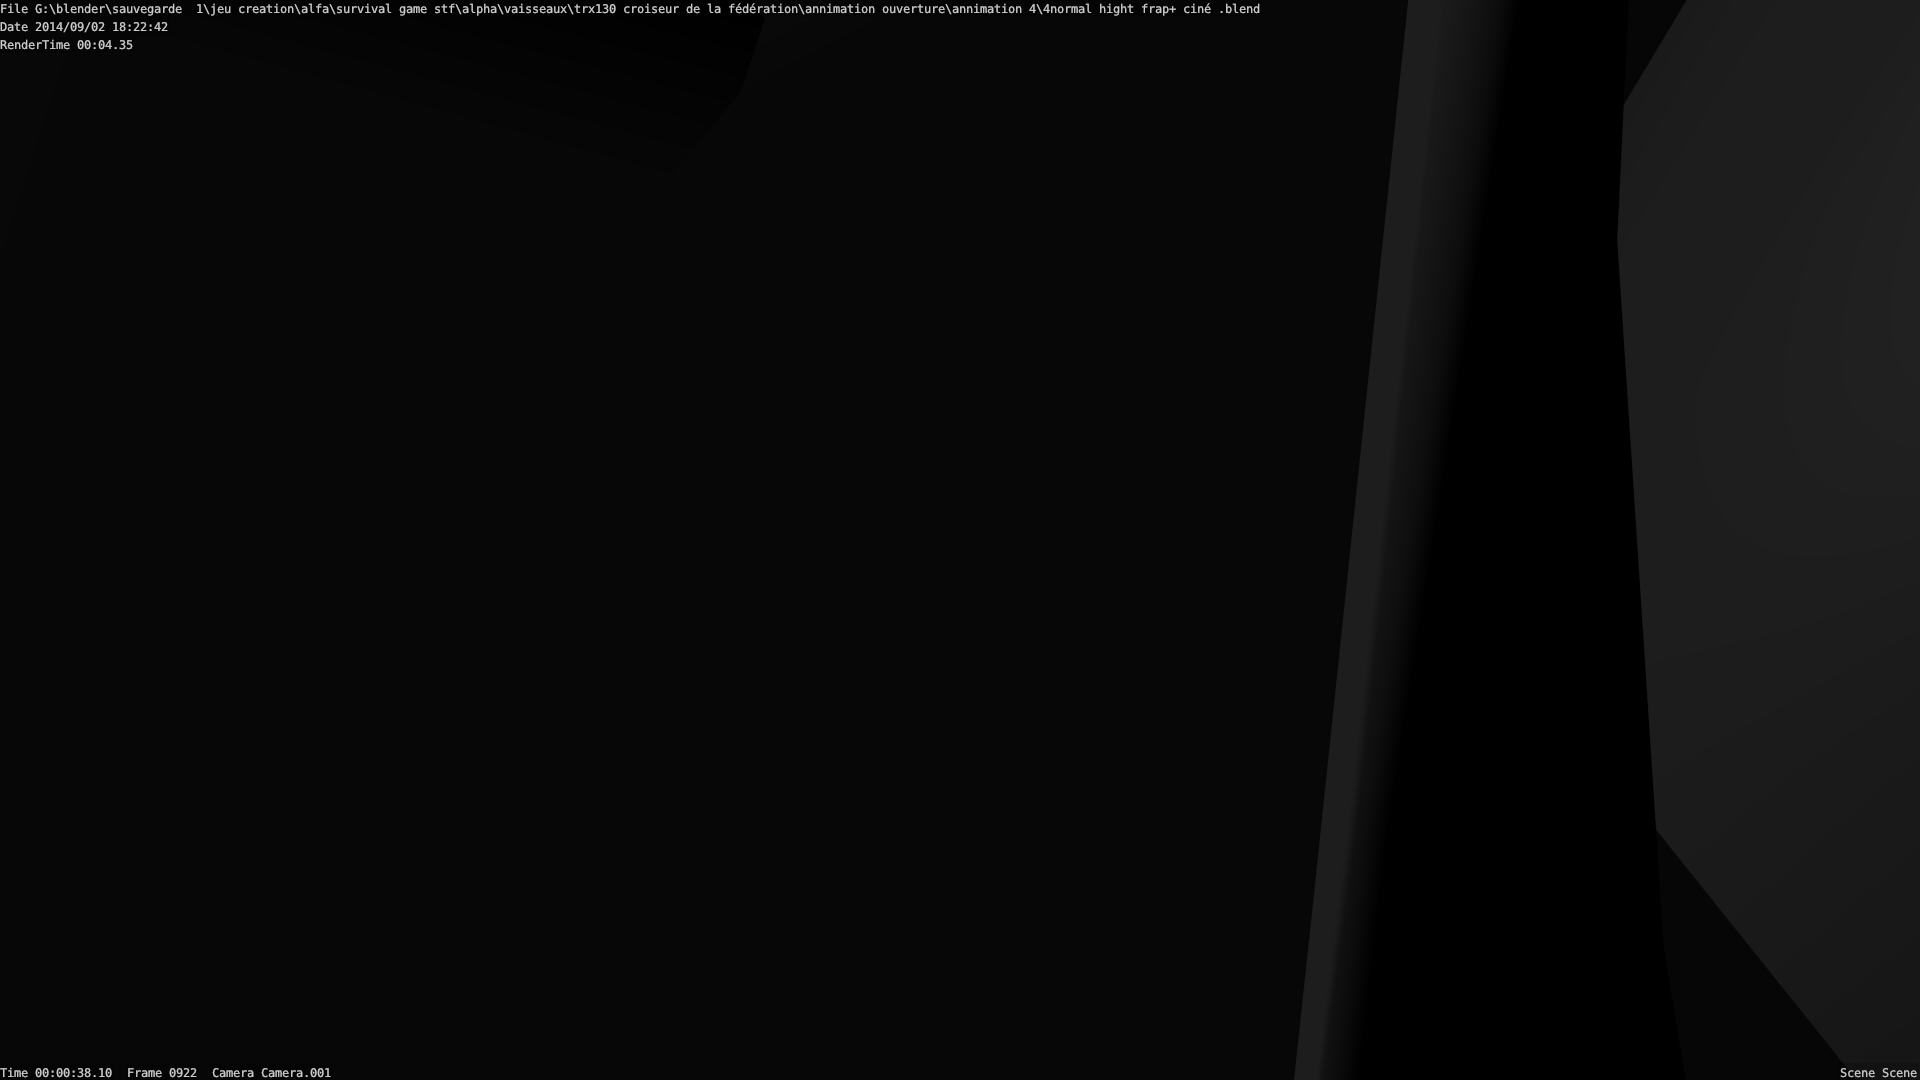 File G:\blender\sauvegarde  1\jeu creation\alfa\survival game stf\alpha\vaisseaux\trx130 croiseur de la fédération\annimation ouverture\annimation 4\4normal hight frap+ ciné .blend
Date 2014/09/02 18:22:42
RenderTime 00:04.35
Time 00:00:38.10  Frame 0922  Camera Camera.001  Scene Scene